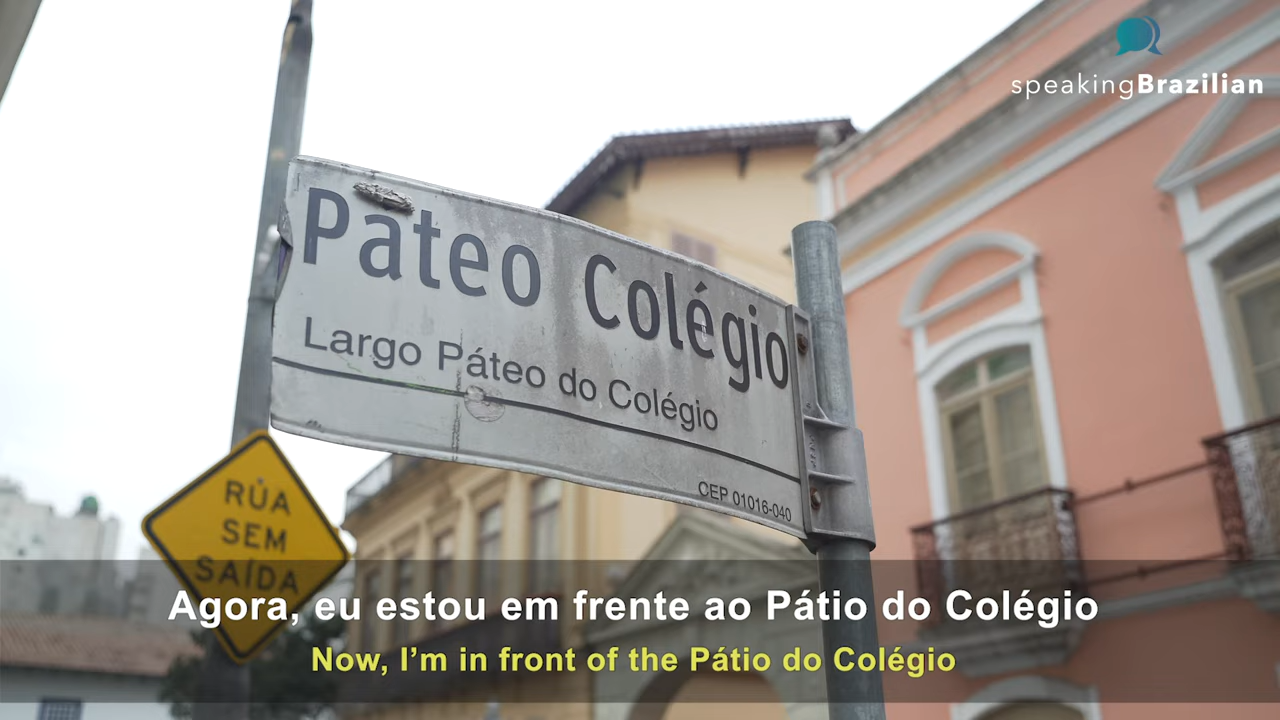 speakingBrazilian
Pateo Colégio
Largo Páteo do Colégio
CEP 01016-040
RUA
SEM
SAÍDA
Agora, eu estou em frente ao Pátio do Colégio
Now, I'm in front of the Pátio do Colégio